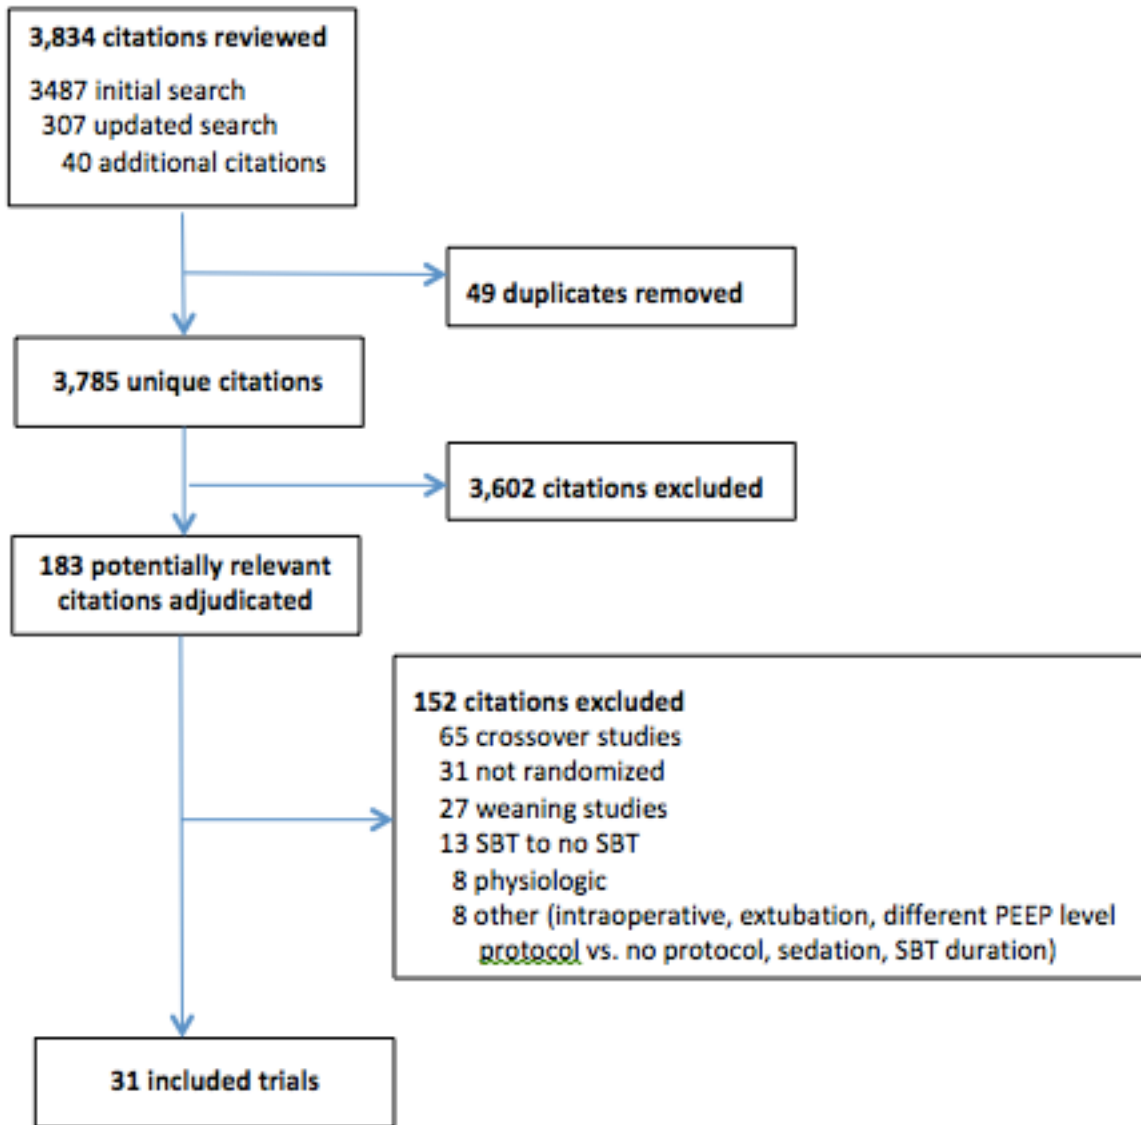 3,834 citations reviewed
3487 initial search
307 updated search
40 additional citations
49 duplicates removed
3,785 unique citations
3,602 citations excluded
183 potentially relevant
citations adjudicated
152 citations excluded
65 crossover studies
31 not randomized
27 weaning studies
13 SBT to no SBT
8 physiologic
8 other (intraoperative, extubation, different PEEP level
protocol vs. no protocol, sedation, SBT duration)
31 included trials